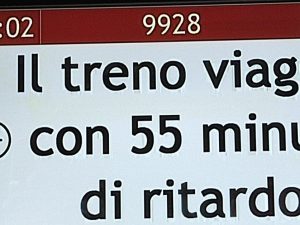 :02 9928
Il treno viag
con 55 minu
di ritardo